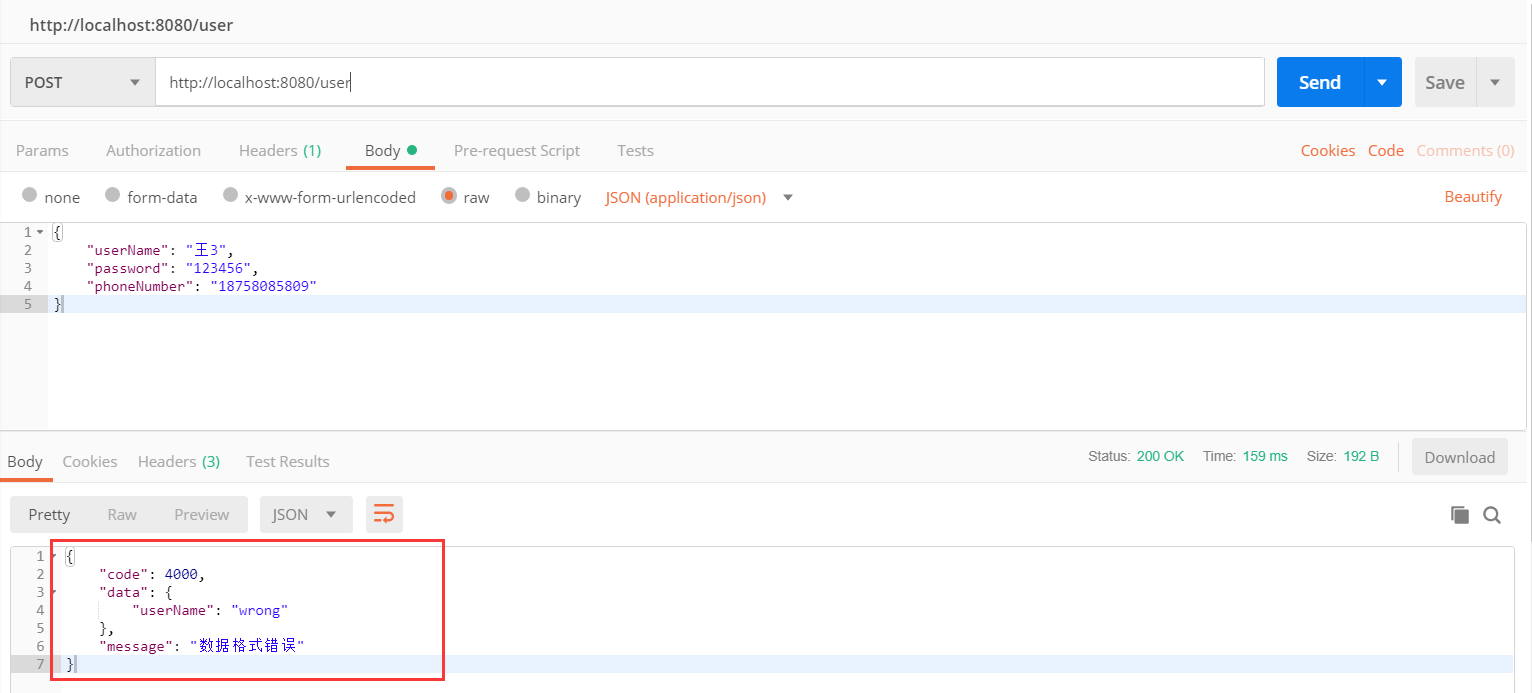 http://localhost:8080/user
POST http://localhost:8080/user Send Save
Params Authorization Headers (1) Body Pre-request Script Tests Cookies Code Comments (0)
none form-data x-www-form-urlencoded raw binary JSON (application/json) Beautify
1 {
2 "userName": "王3",
3 "password": "123456",
4 "phoneNumber": "18758085809"
5 }
Body Cookies Headers (3) Test Results Status: 200 OK Time: 159 ms Size: 192 B Download
Pretty Raw Preview JSON
1 {
2 "code": 4000,
3 "data": {
4 "userName": "wrong"
5 },
6 "message": "数据格式错误"
7 }